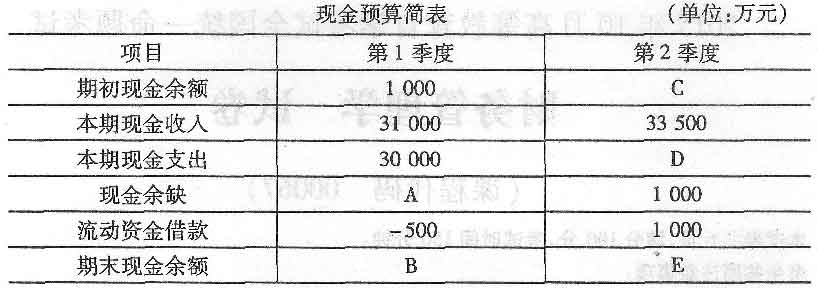 现金预算简表 (单位:万元)
项目 第1季度 第2季度
期初现金余额 1 000 C
本期现金收入 31 000 33 500
本期现金支出 30 000 D
现金余缺 A 1 000
流动资金借款 -500 1 000
期末现金余额 B E